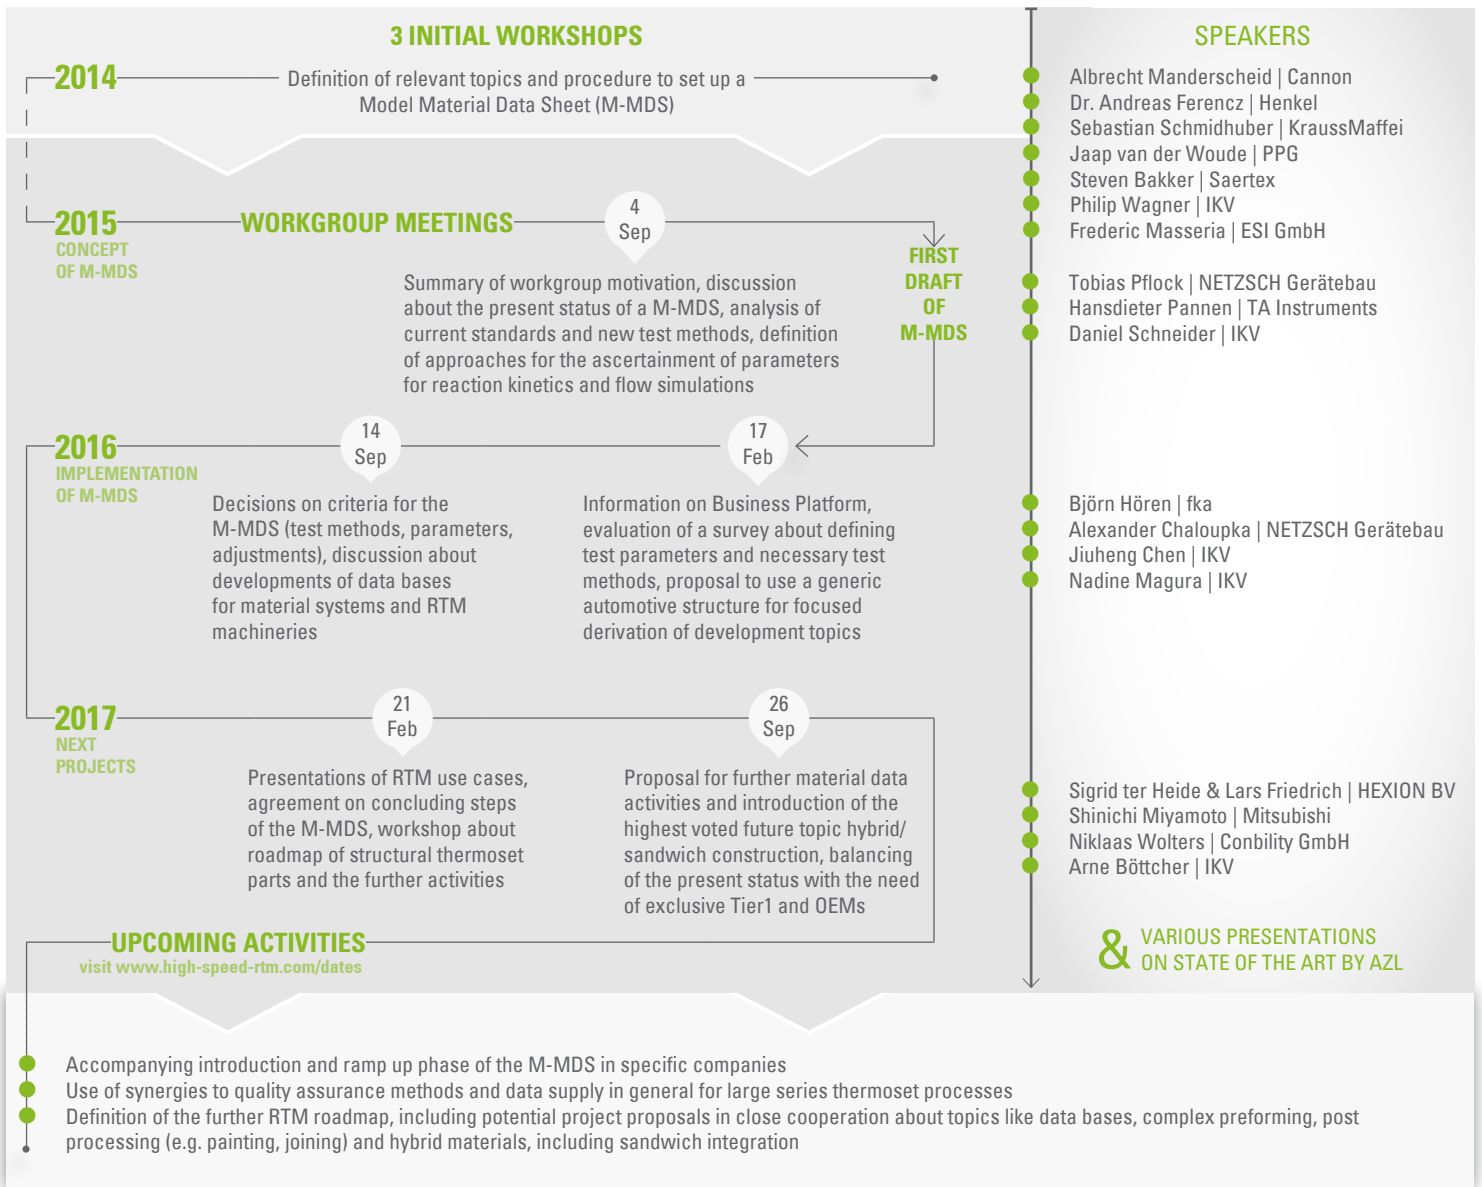 3 INITIAL WORKSHOPS
2014
Definition of relevant topics and procedure to set up a
Model Material Data Sheet (M-MDS)
2015
CONCEPT
OF M-MDS
WORKGROUP MEETINGS
4
Sep
Summary of workgroup motivation, discussion
about the present status of a M-MDS, analysis of
current standards and new test methods, definition
of approaches for the ascertainment of parameters
for reaction kinetics and flow simulations
FIRST
DRAFT
OF
M-MDS
2016
IMPLEMENTATION
OF M-MDS
14
Sep
Decisions on criteria for the
M-MDS (test methods, parameters,
adjustments), discussion about
developments of data bases
for material systems and RTM
machineries
17
Feb
Information on Business Platform,
evaluation of a survey about defining
test parameters and necessary test
methods, proposal to use a generic
automotive structure for focused
derivation of development topics
2017
NEXT
PROJECTS
21
Feb
Presentations of RTM use cases,
agreement on concluding steps
of the M-MDS, workshop about
roadmap of structural thermoset
parts and the further activities
26
Sep
Proposal for further material data
activities and introduction of the
highest voted future topic hybrid/
sandwich construction, balancing
of the present status with the need
of exclusive Tier1 and OEMs
UPCOMING ACTIVITIES
visit www.high-speed-rtm.com/dates
SPEAKERS
Albrecht Manderscheid | Cannon
Dr. Andreas Ferencz | Henkel
Sebastian Schmidhuber | KraussMaffei
Jaap van der Woude | PPG
Steven Bakker | Saertex
Philip Wagner | IKV
Frederic Masseria | ESI GmbH
Tobias Pflock | NETZSCH Gerätebau
Hansdieter Pannen | TA Instruments
Daniel Schneider | IKV
Björn Hören | fka
Alexander Chaloupka | NETZSCH Gerätebau
Jiuheng Chen | IKV
Nadine Magura | IKV
Sigrid ter Heide & Lars Friedrich | HEXION BV
Shinichi Miyamoto | Mitsubishi
Niklaas Wolters | Conbility GmbH
Arne Böttcher | IKV
& VARIOUS PRESENTATIONS
ON STATE OF THE ART BY AZL
Accompanying introduction and ramp up phase of the M-MDS in specific companies
Use of synergies to quality assurance methods and data supply in general for large series thermoset processes
Definition of the further RTM roadmap, including potential project proposals in close cooperation about topics like data bases, complex preforming, post
processing (e.g. painting, joining) and hybrid materials, including sandwich integration